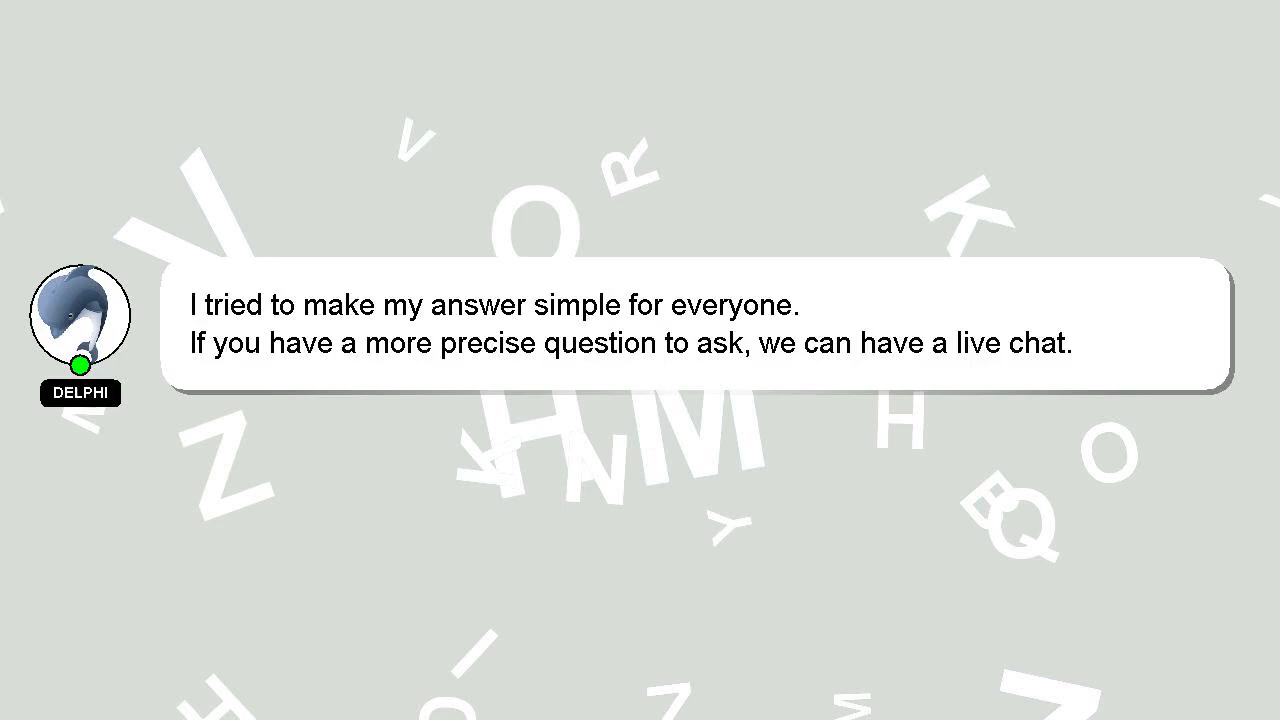 I tried to make my answer simple for everyone.
If you have a more precise question to ask, we can have a live chat.
DELPHI